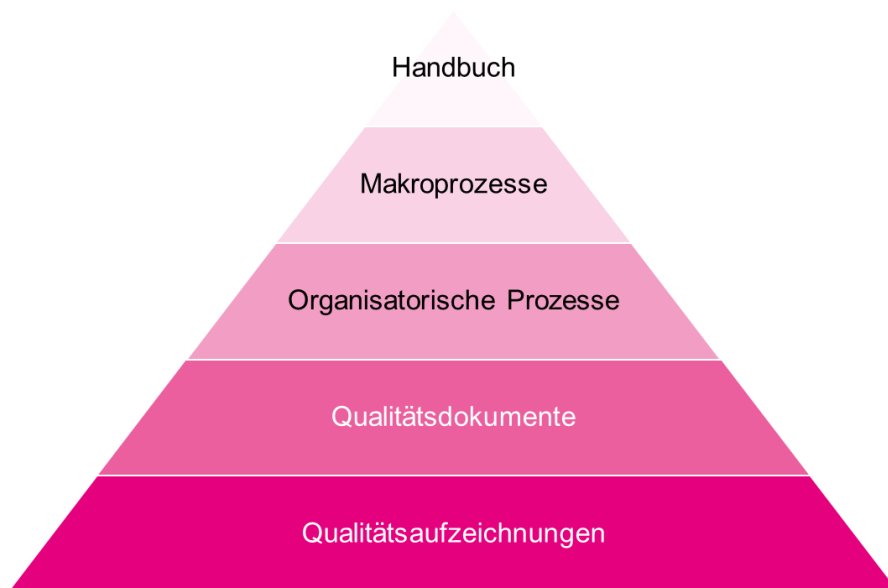 Handbuch
Makroprozesse
Organisatorische Prozesse
Qualitätsdokumente
Qualitätsaufzeichnungen